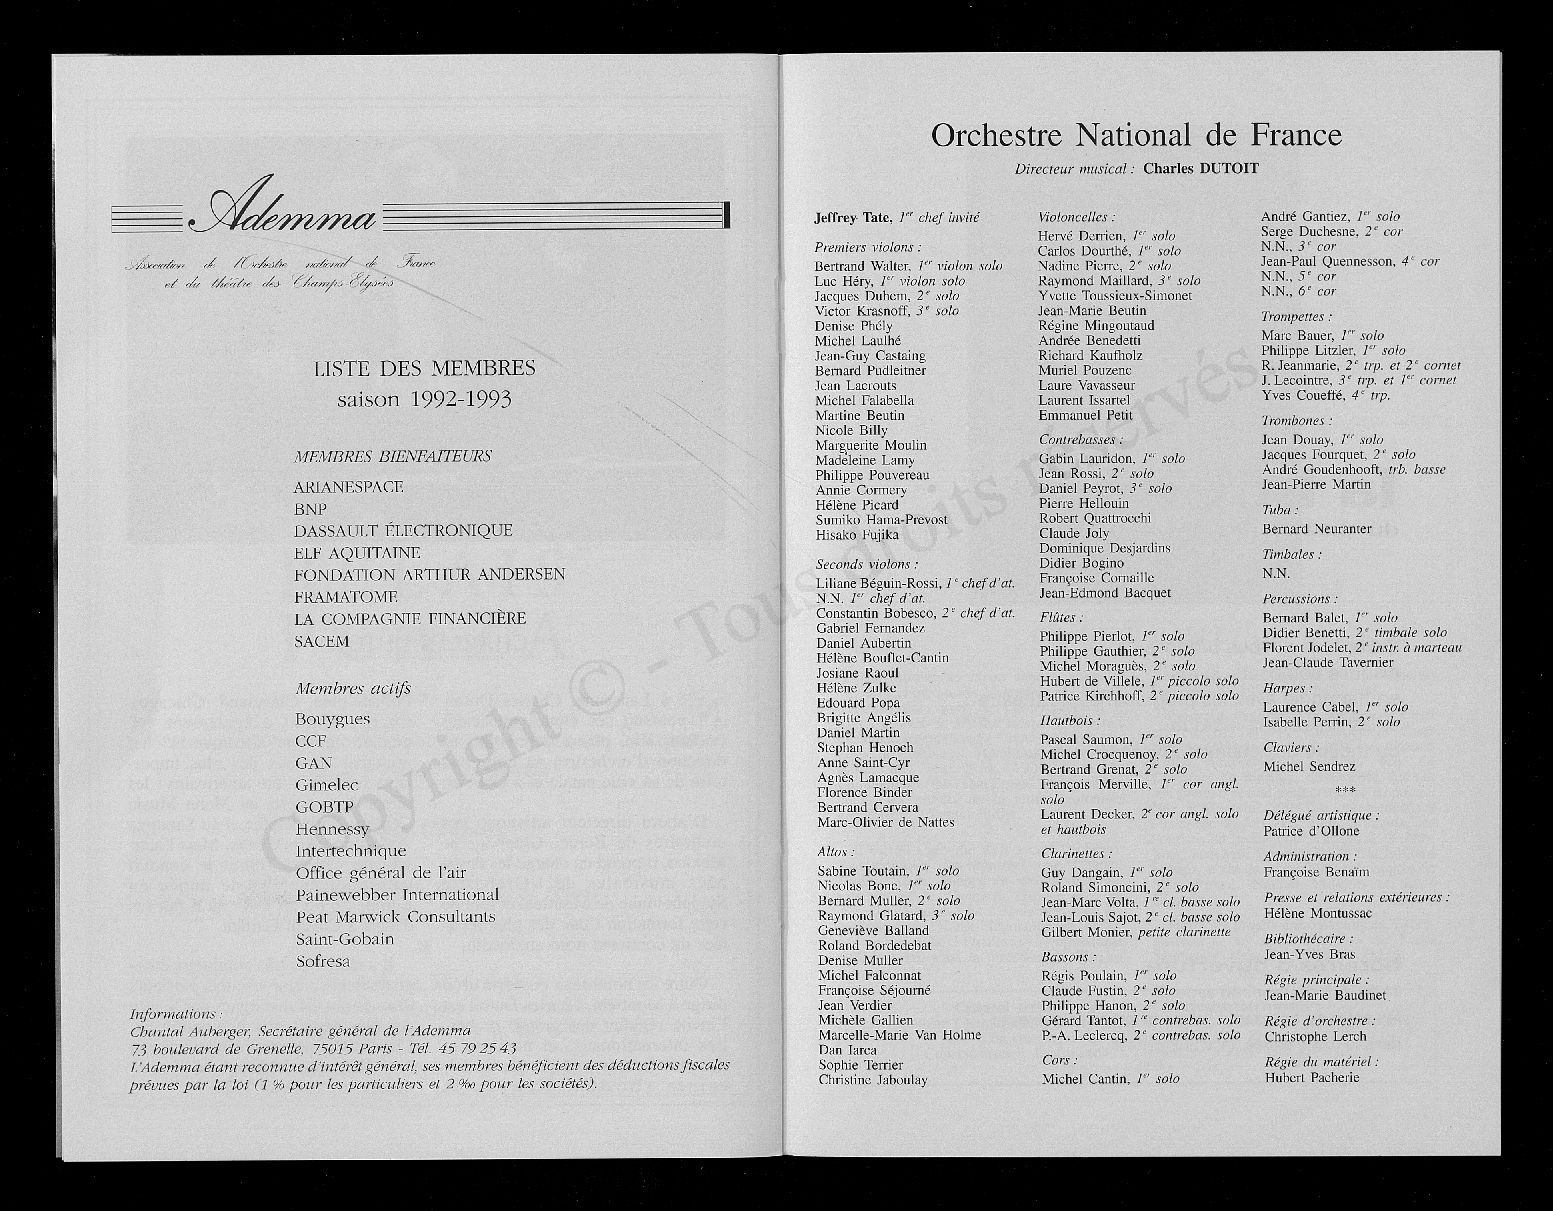 Ademma
Association de l'Orchestre national de France
et du théâtre des Champs-Elysées
LISTE DES MEMBRES
saison 1992-1993
MEMBRES BIENFAITEURS
ARIANESPACE
BNP
DASSAULT ÉLECTRONIQUE
ELF AQUITAINE
FONDATION ARTHUR ANDERSEN
FRAMATOME
LA COMPAGNIE FINANCIÈRE
SACEM
Membres actifs
Bouygues
CCF
GAN
Gimelec
GOBTP
Hennessy
Intertechnique
Office général de l'air
Painewebber International
Peat Marwick Consultants
Saint-Gobain
Sofresa
Informations :
Chantal Auberger, Secrétaire général de l'Ademma
73 boulevard de Grenelle, 75015 Paris - Tél. 45 79 25 43
L'Ademma étant reconnue d'intérêt général, ses membres bénéficient des déductions fiscales
prévues par la loi (1 % pour les particuliers et 2 ‰ pour les sociétés).
Orchestre National de France
Directeur musical : Charles DUTOIT
Jeffrey Tate, 1er chef invité
Premiers violons :
Bertrand Walter, 1er violon solo
Luc Héry, 1er violon solo
Jacques Duhem, 2e solo
Victor Krasnoff, 3e solo
Denise Phély
Michel Laulhé
Jean-Guy Castaing
Bernard Pudleitner
Jean Lacrouts
Michel Falabella
Martine Beutin
Nicole Billy
Marguerite Moulin
Madeleine Lamy
Philippe Pouvereau
Annie Cormery
Hélène Picard
Sumiko Hama-Prevost
Hisako Fujika
Seconds violons :
Liliane Béguin-Rossi, 1e chef d'at.
N.N. 1er chef d'at.
Constantin Bobesco, 2e chef d'at.
Gabriel Fernandez
Daniel Aubertin
Hélène Bouflet-Cantin
Josiane Raoul
Hélène Zulke
Edouard Popa
Brigitte Angélis
Daniel Martin
Stephan Henoch
Anne Saint-Cyr
Agnès Lamacque
Florence Binder
Bertrand Cervera
Marc-Olivier de Nattes
Altos :
Sabine Toutain, 1er solo
Nicolas Bone, 1er solo
Bernard Muller, 2e solo
Raymond Glatard, 3e solo
Geneviève Balland
Roland Bordedebat
Denise Muller
Michel Falconnat
Françoise Séjourné
Jean Verdier
Michèle Gallien
Marcelle-Marie Van Holme
Dan Iarca
Sophie Terrier
Christine Jaboulay
Violoncelles :
Hervé Derrien, 1er solo
Carlos Dourthé, 1er solo
Nadine Pierre, 2e solo
Raymond Maillard, 3e solo
Yvette Toussieux-Simonet
Jean-Marie Beutin
Régine Mingoutaud
Andrée Benedetti
Richard Kaufholz
Muriel Pouzenc
Laure Vavasseur
Laurent Issartel
Emmanuel Petit
Contrebasses :
Gabin Lauridon, 1er solo
Jean Rossi, 2e solo
Daniel Peyrot, 3e solo
Pierre Hellouin
Robert Quattrocchi
Claude Joly
Dominique Desjardins
Didier Bogino
Françoise Cornaille
Jean-Edmond Bacquet
Flûtes :
Philippe Pierlot, 1er solo
Philippe Gauthier, 2e solo
Michel Moraguès, 2e solo
Hubert de Villele, 1er piccolo solo
Patrice Kirchhoff, 2e piccolo solo
Hautbois :
Pascal Saumon, 1er solo
Michel Crocquenoy, 2e solo
Bertrand Grenat, 2e solo
François Merville, 1er cor angl.
solo
Laurent Decker, 2e cor angl. solo
et hautbois
Clarinettes :
Guy Dangain, 1er solo
Roland Simoncini, 2e solo
Jean-Marc Volta, 1re cl. basse solo
Jean-Louis Sajot, 2e cl. basse solo
Gilbert Monier, petite clarinette
Bassons :
Régis Poulain, 1er solo
Claude Fustin, 2e solo
Philippe Hanon, 2e solo
Gérard Tantot, 1re contrebas. solo
P.-A. Leclercq, 2e contrebas. solo
Cors :
Michel Cantin, 1er solo
André Gantiez, 1er solo
Serge Duchesne, 2e cor
N.N., 3e cor
Jean-Paul Quennesson, 4e cor
N.N., 5e cor
N.N., 6e cor
Trompettes :
Marc Bauer, 1er solo
Philippe Litzler, 1er solo
R. Jeanmarie, 2e trp. et 2e cornet
J. Lecointre, 3e trp. et 1er cornet
Yves Coueffé, 4e trp.
Trombones :
Jean Douay, 1er solo
Jacques Fourquet, 2e solo
André Goudenhooft, trb. basse
Jean-Pierre Martin
Tuba :
Bernard Neuranter
Timbales :
N.N.
Percussions :
Bernard Balet, 1er solo
Didier Benetti, 2e timbale solo
Florent Jodelet, 2e instr. à marteau
Jean-Claude Tavernier
Harpes :
Laurence Cabel, 1er solo
Isabelle Perrin, 2e solo
Claviers :
Michel Sendrez
***
Délégué artistique :
Patrice d'Ollone
Administration :
Françoise Benaïm
Presse et relations extérieures :
Hélène Montussac
Bibliothécaire :
Jean-Yves Bras
Régie principale :
Jean-Marie Baudinet
Régie d'orchestre :
Christophe Lerch
Régie du matériel :
Hubert Pacherie
Copyright © - Tous droits réservés